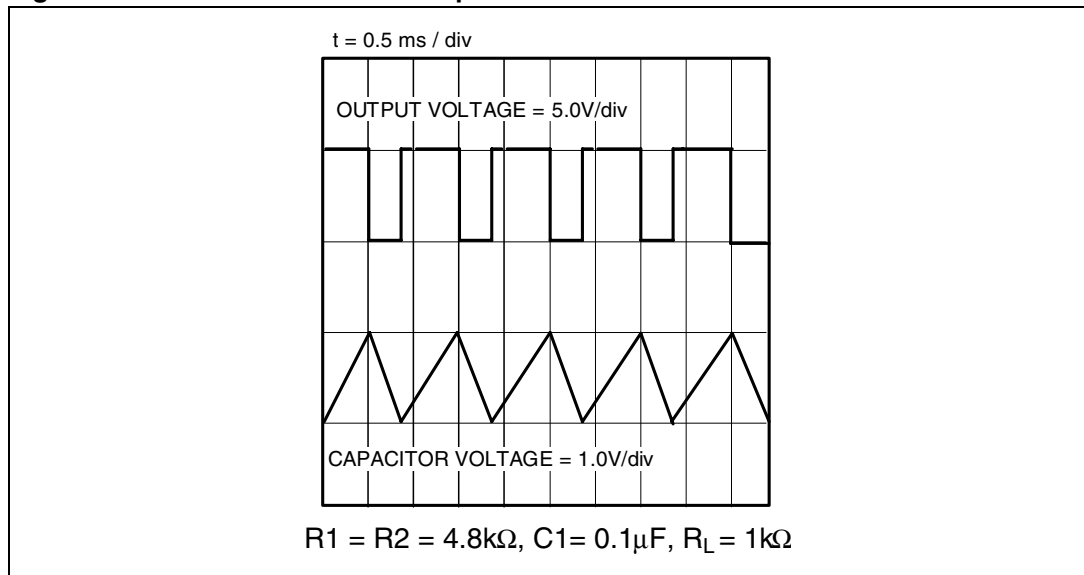 t = 0.5 ms / div
OUTPUT VOLTAGE = 5.0V/div
CAPACITOR VOLTAGE = 1.0V/div
R1 = R2 = 4.8kΩ, C1= 0.1μF, RL= 1kΩ